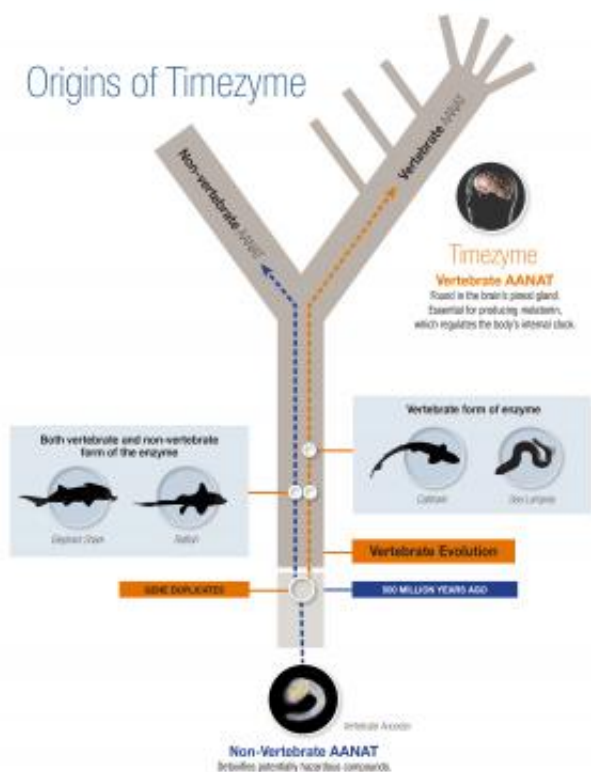 Origins of Timezyme
Non-vertebrate AANAT
Vertebrate AANAT
Timezyme
Vertebrate AANAT
Found in the brain's pineal gland.
Essential for producing melatonin,
which regulates the body's internal clock.
Both vertebrate and non-vertebrate
form of the enzyme
Elephant Shark
Ratfish
Vertebrate form of enzyme
Catshark
Sea Lamprey
Vertebrate Evolution
GENE DUPLICATES
500 MILLION YEARS AGO
Vertebrate Ancestor
Non-Vertebrate AANAT
Detoxifies potentially hazardous compounds.